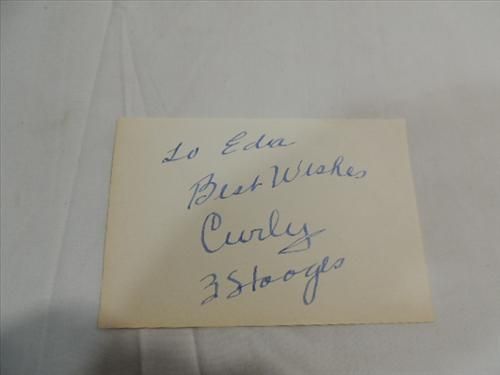 To Eda
Best Wishes
Curly
3 Stooges